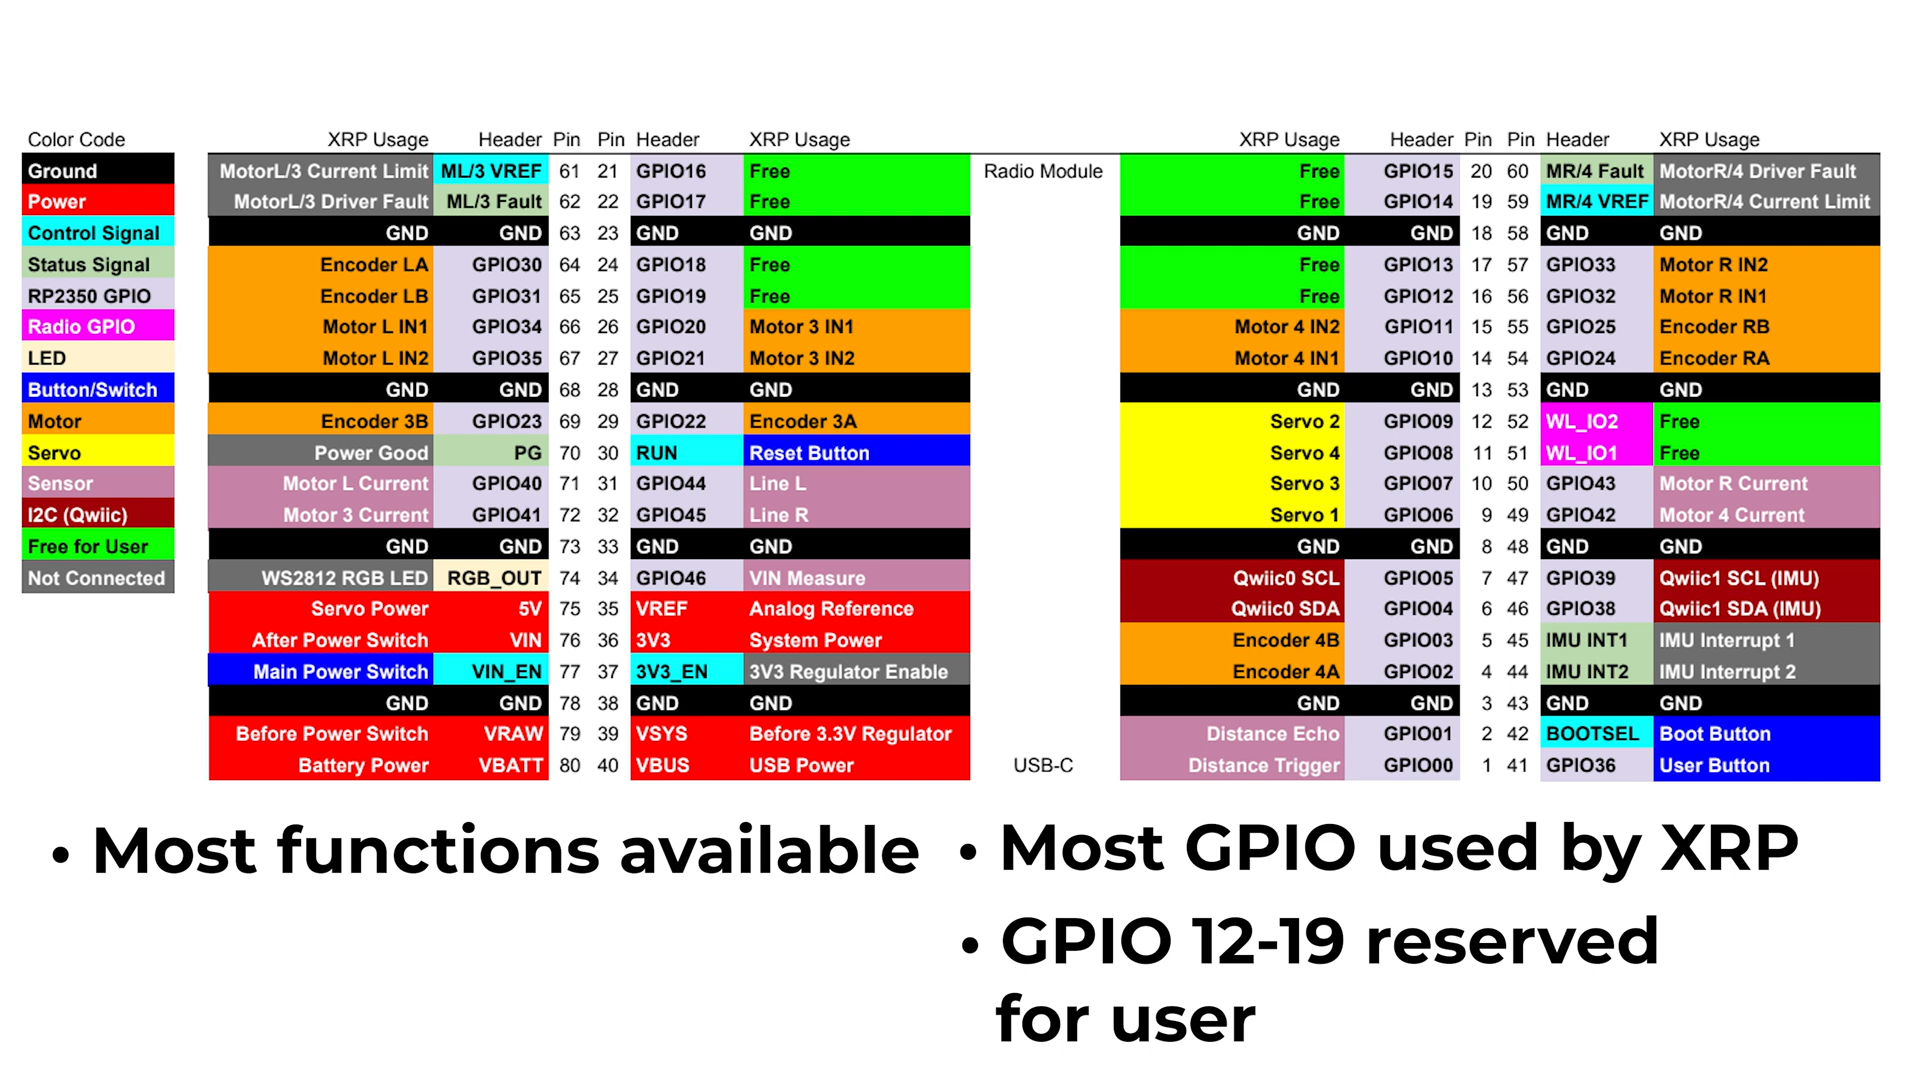 Color Code XRP Usage Header Pin Pin Header XRP Usage XRP Usage Header Pin Pin Header XRP Usage
Ground MotorL/3 Current Limit ML/3 VREF 61 21 GPIO16 Free Radio Module Free GPIO15 20 60 MR/4 Fault MotorR/4 Driver Fault
Power MotorL/3 Driver Fault ML/3 Fault 62 22 GPIO17 Free Free GPIO14 19 59 MR/4 VREF MotorR/4 Current Limit
Control Signal GND GND 63 23 GND GND GND GND 18 58 GND GND
Status Signal Encoder LA GPIO30 64 24 GPIO18 Free Free GPIO13 17 57 GPIO33 Motor R IN2
RP2350 GPIO Encoder LB GPIO31 65 25 GPIO19 Free Free GPIO12 16 56 GPIO32 Motor R IN1
Radio GPIO Motor L IN1 GPIO34 66 26 GPIO20 Motor 3 IN1 Motor 4 IN2 GPIO11 15 55 GPIO25 Encoder RB
LED Motor L IN2 GPIO35 67 27 GPIO21 Motor 3 IN2 Motor 4 IN1 GPIO10 14 54 GPIO24 Encoder RA
Button/Switch GND GND 68 28 GND GND GND GND 13 53 GND GND
Motor Encoder 3B GPIO23 69 29 GPIO22 Encoder 3A Servo 2 GPIO09 12 52 WL_IO2 Free
Servo Power Good PG 70 30 RUN Reset Button Servo 4 GPIO08 11 51 WL_IO1 Free
Sensor Motor L Current GPIO40 71 31 GPIO44 Line L Servo 3 GPIO07 10 50 GPIO43 Motor R Current
I2C (Qwiic) Motor 3 Current GPIO41 72 32 GPIO45 Line R Servo 1 GPIO06 9 49 GPIO42 Motor 4 Current
Free for User GND GND 73 33 GND GND GND GND 8 48 GND GND
Not Connected WS2812 RGB LED RGB_OUT 74 34 GPIO46 VIN Measure Qwiic0 SCL GPIO05 7 47 GPIO39 Qwiic1 SCL (IMU)
Servo Power 5V 75 35 VREF Analog Reference Qwiic0 SDA GPIO04 6 46 GPIO38 Qwiic1 SDA (IMU)
After Power Switch VIN 76 36 3V3 System Power Encoder 4B GPIO03 5 45 IMU INT1 IMU Interrupt 1
Main Power Switch VIN_EN 77 37 3V3_EN 3V3 Regulator Enable Encoder 4A GPIO02 4 44 IMU INT2 IMU Interrupt 2
GND GND 78 38 GND GND GND GND 3 43 GND GND
Before Power Switch VRAW 79 39 VSYS Before 3.3V Regulator Distance Echo GPIO01 2 42 BOOTSEL Boot Button
Battery Power VBATT 80 40 VBUS USB Power USB-C Distance Trigger GPIO00 1 41 GPIO36 User Button
• Most functions available
• Most GPIO used by XRP
• GPIO 12-19 reserved
for user